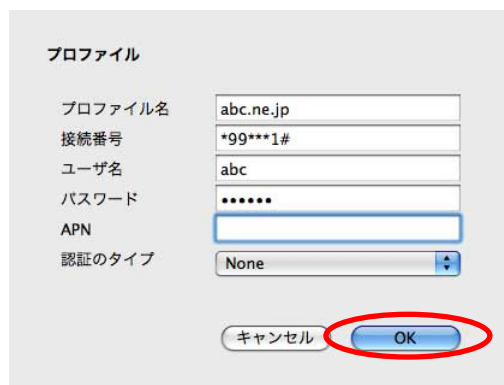 プロファイル
プロファイル名 abc.ne.jp
接続番号 *99***1#
ユーザ名 abc
パスワード ••••••
APN
認証のタイプ None
キャンセル OK